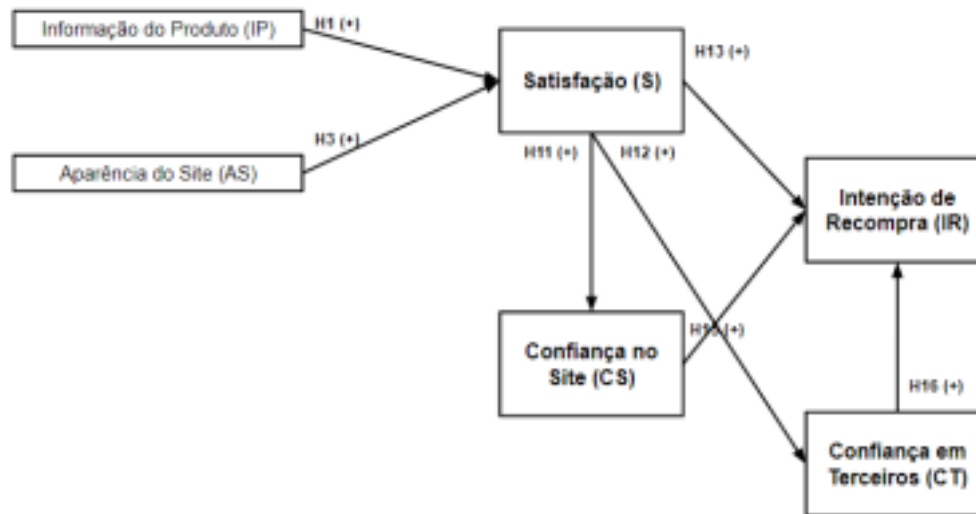 Informação do Produto (IP)
H1 (+)
Satisfação (S)
H13 (+)
H3 (+)
Aparência do Site (AS)
H11 (+)
H12 (+)
Intenção de
Recompra (IR)
Confiança no
Site (CS)
(+)
H16 (+)
Confiança em
Terceiros (CT)